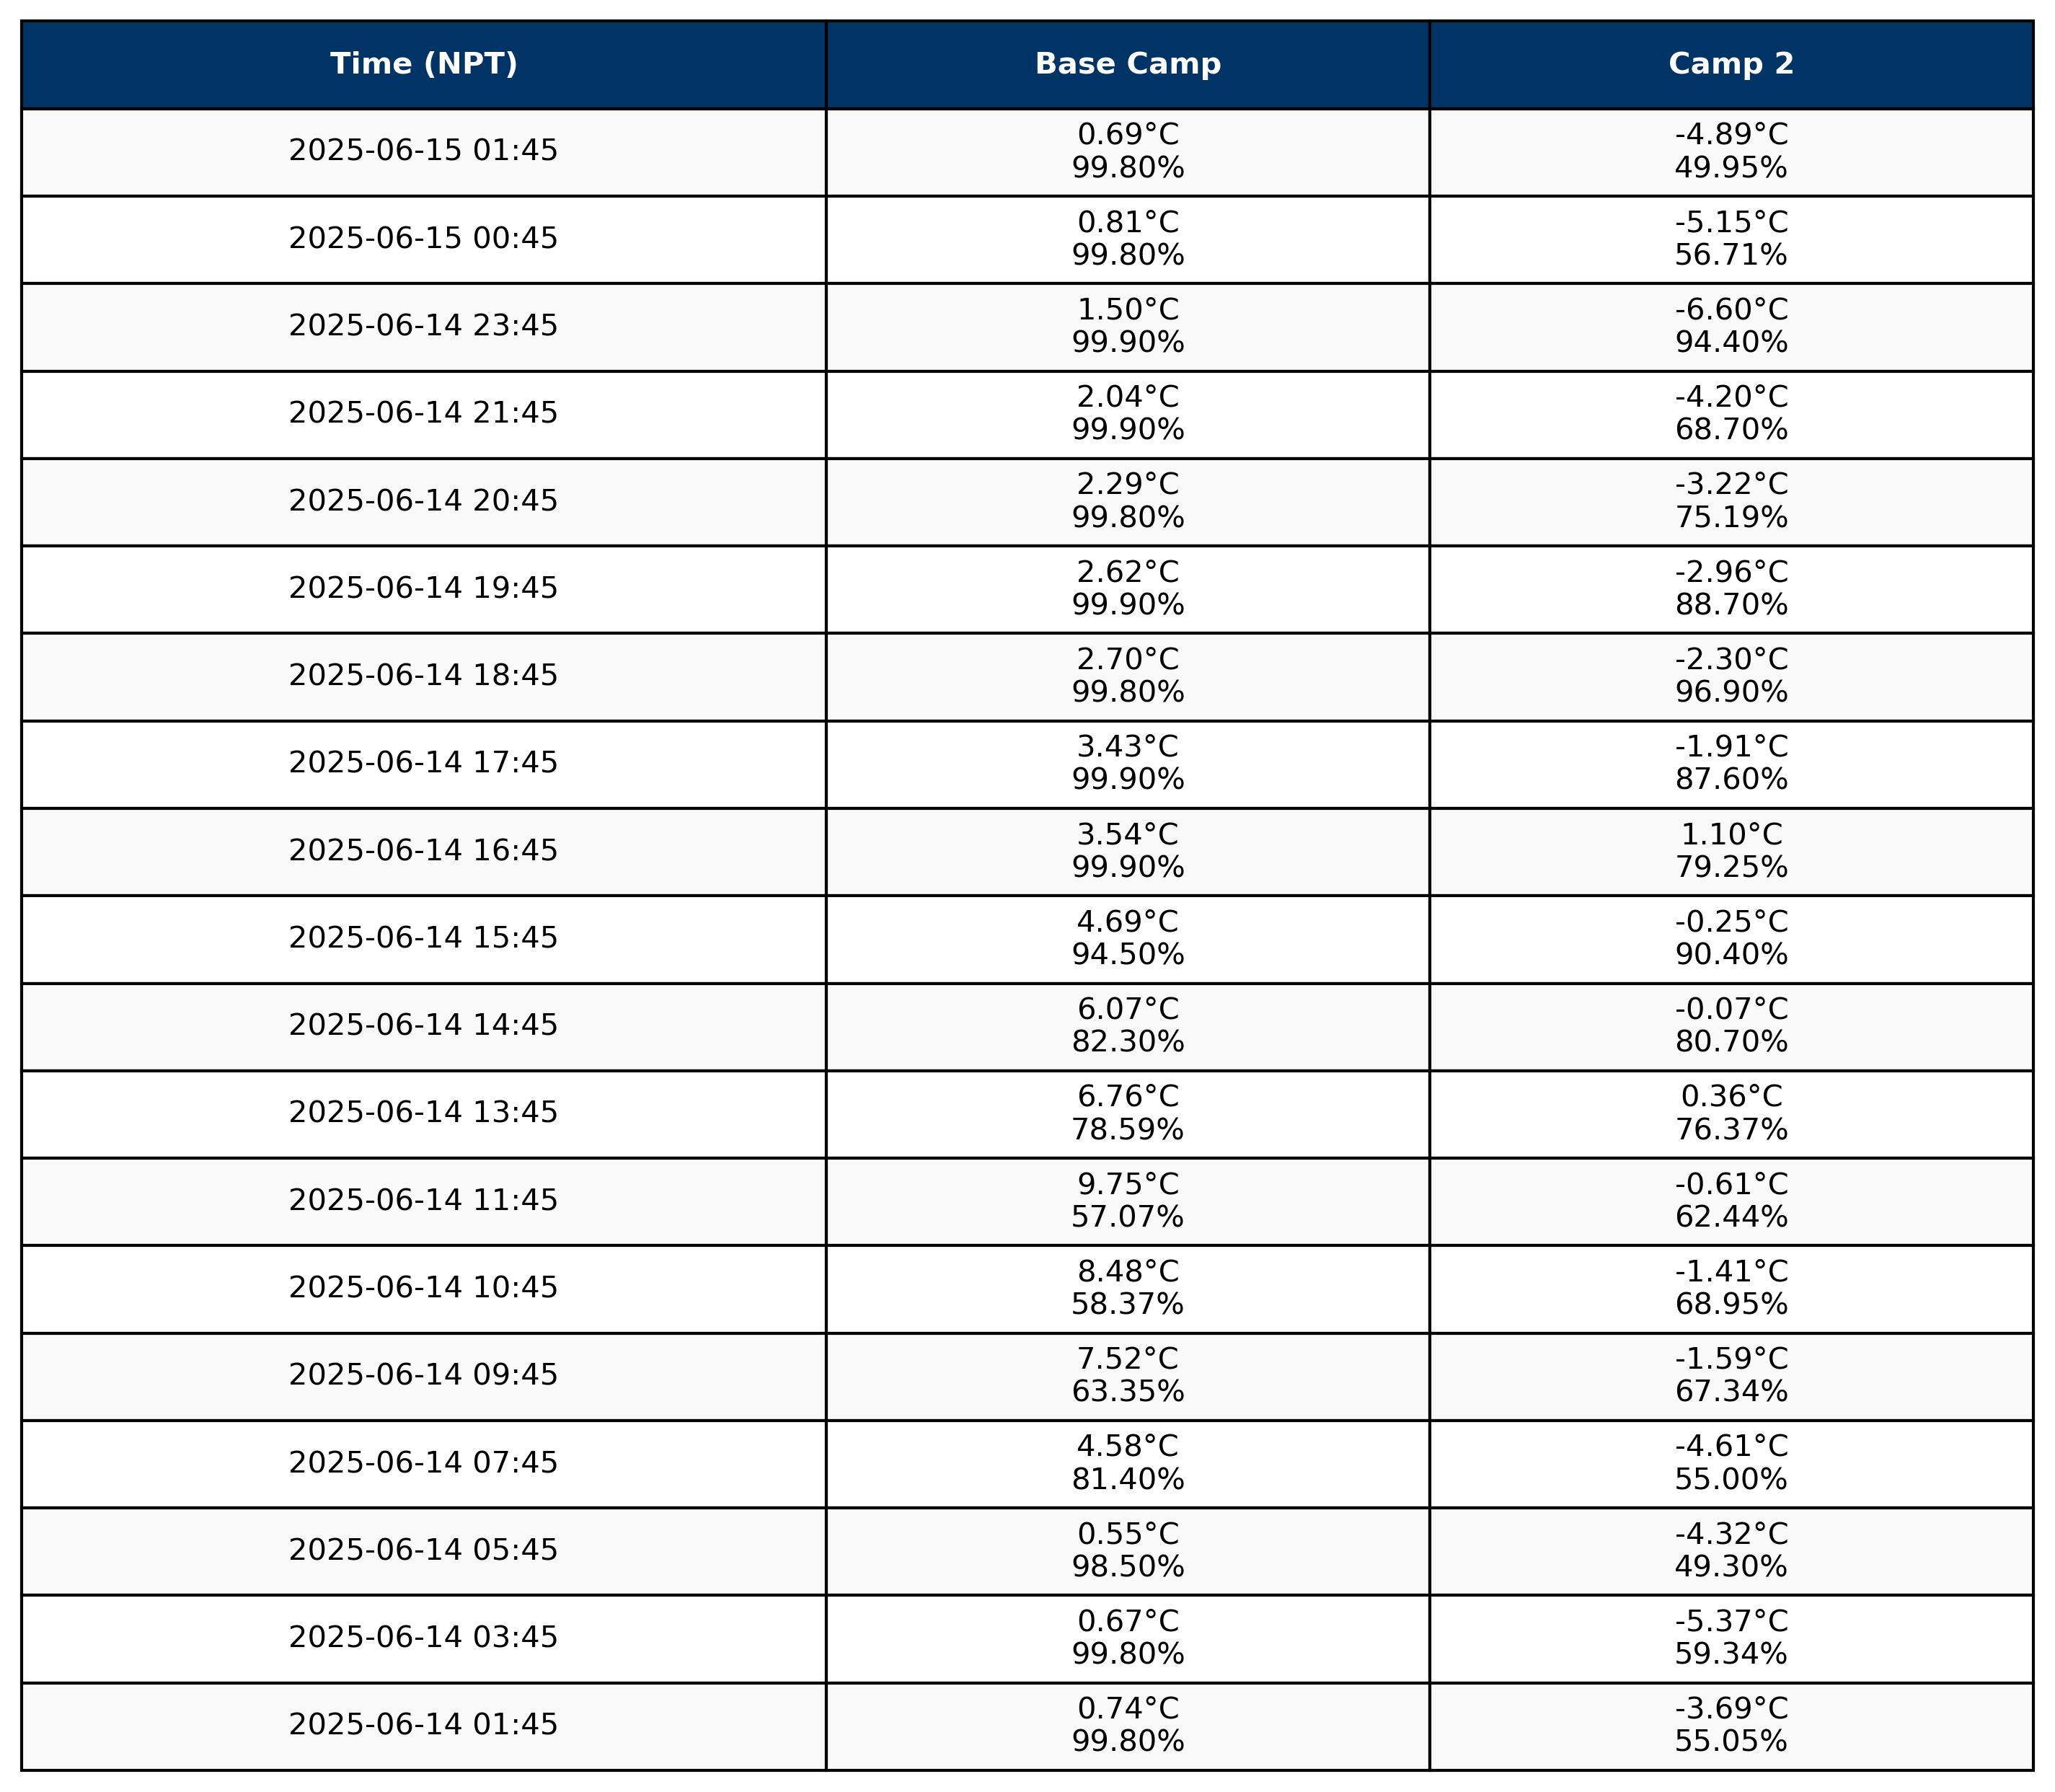 Time (NPT) Base Camp Camp 2
2025-06-15 01:45 0.69°C -4.89°C
99.80% 49.95%
2025-06-15 00:45 0.81°C -5.15°C
99.80% 56.71%
2025-06-14 23:45 1.50°C -6.60°C
99.90% 94.40%
2025-06-14 21:45 2.04°C -4.20°C
99.90% 68.70%
2025-06-14 20:45 2.29°C -3.22°C
99.80% 75.19%
2025-06-14 19:45 2.62°C -2.96°C
99.90% 88.70%
2025-06-14 18:45 2.70°C -2.30°C
99.80% 96.90%
2025-06-14 17:45 3.43°C -1.91°C
99.90% 87.60%
2025-06-14 16:45 3.54°C 1.10°C
99.90% 79.25%
2025-06-14 15:45 4.69°C -0.25°C
94.50% 90.40%
2025-06-14 14:45 6.07°C -0.07°C
82.30% 80.70%
2025-06-14 13:45 6.76°C 0.36°C
78.59% 76.37%
2025-06-14 11:45 9.75°C -0.61°C
57.07% 62.44%
2025-06-14 10:45 8.48°C -1.41°C
58.37% 68.95%
2025-06-14 09:45 7.52°C -1.59°C
63.35% 67.34%
2025-06-14 07:45 4.58°C -4.61°C
81.40% 55.00%
2025-06-14 05:45 0.55°C -4.32°C
98.50% 49.30%
2025-06-14 03:45 0.67°C -5.37°C
99.80% 59.34%
2025-06-14 01:45 0.74°C -3.69°C
99.80% 55.05%